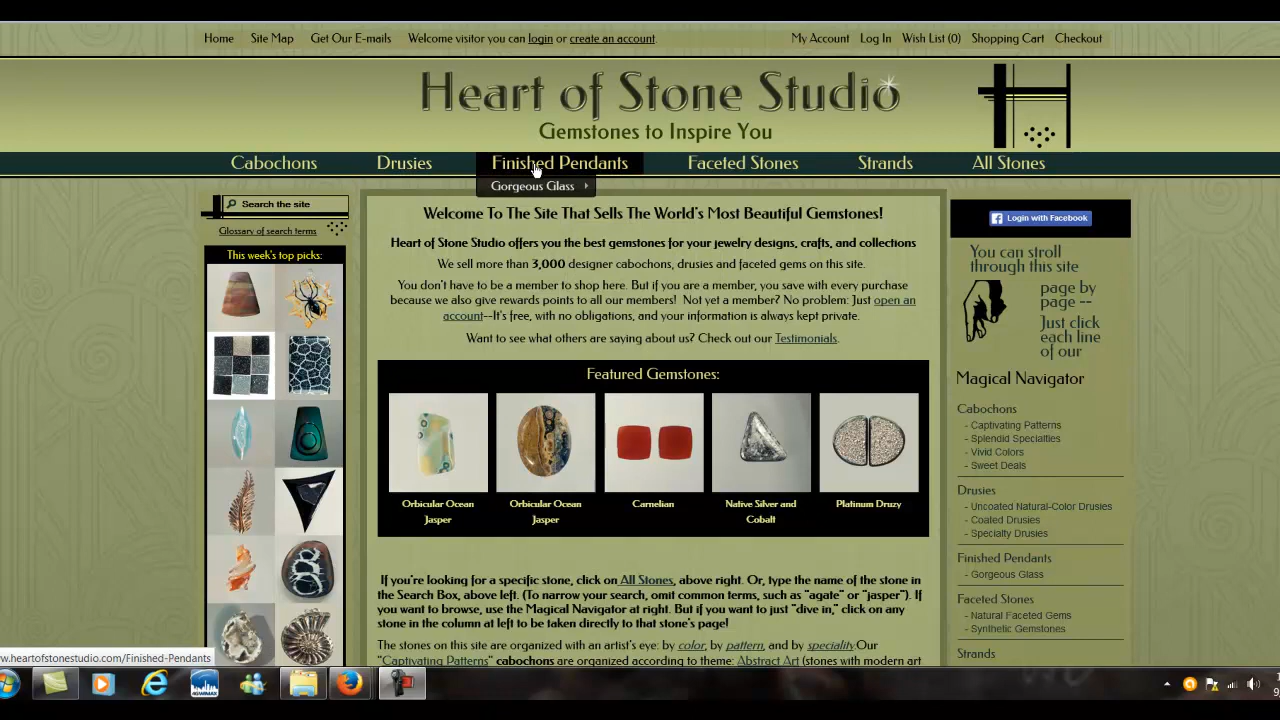 Home Site Map Get Our E-mails Welcome visitor you can login or create an account. My Account Log In Wish List (0) Shopping Cart Checkout
Heart of Stone Studio
Gemstones to Inspire You
Cabochons Drusies Finished Pendants Faceted Stones Strands All Stones
Gorgeous Glass
Search the site
Glossary of search terms
This week's top picks:
Welcome To The Site That Sells The World's Most Beautiful Gemstones!
Heart of Stone Studio offers you the best gemstones for your jewelry designs, crafts, and collections
We sell more than 3,000 designer cabochons, drusies and faceted gems on this site.
You don't have to be a member to shop here. But if you are a member, you save with every purchase
because we also give rewards points to all our members! Not yet a member? No problem: Just open an
account--It's free, with no obligations, and your information is always kept private.
Want to see what others are saying about us? Check out our Testimonials.
Featured Gemstones:
Orbicular Ocean
Jasper
Orbicular Ocean
Jasper
Carnelian
Native Silver and
Cobalt
Platinum Druzy
If you're looking for a specific stone, click on All Stones, above right. Or, type the name of the stone in
the Search Box, above left. (To narrow your search, omit common terms, such as "agate" or "jasper"). If
you want to browse, use the Magical Navigator at right. But if you want to just "dive in," click on any
stone in the column at left to be taken directly to that stone's page!
The stones on this site are organized with an artist's eye: by color, by pattern, and by speciality.Our
"Captivating Patterns" cabochons are organized according to theme: Abstract Art (stones with modern art
Login with Facebook
You can stroll
through this site
page by
page --
Just click
each line
of our
Magical Navigator
Cabochons
- Captivating Patterns
- Splendid Specialties
- Vivid Colors
- Sweet Deals
Drusies
- Uncoated Natural-Color Drusies
- Coated Drusies
- Specialty Drusies
Finished Pendants
- Gorgeous Glass
Faceted Stones
- Natural Faceted Gems
- Synthetic Gemstones
Strands
w.heartofstonestudio.com/Finished-Pendants
4GWIMAX